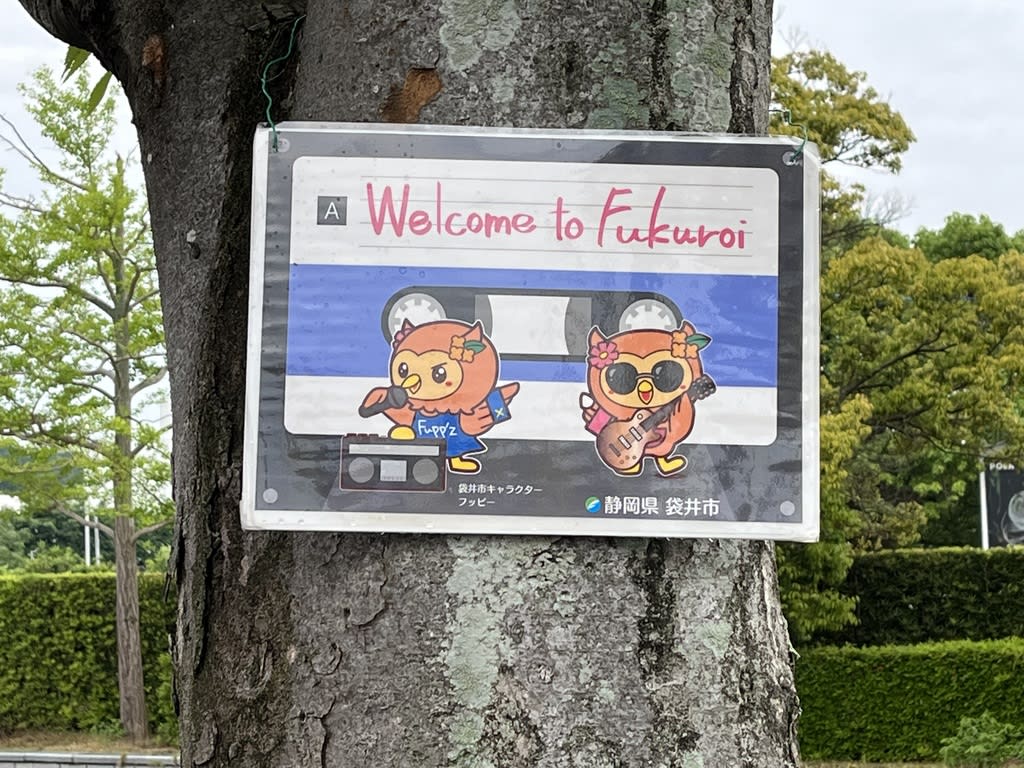 A
Welcome to Fukuroi
Fupp'z
袋井市キャラクター
フッピー
静岡県 袋井市
POLA